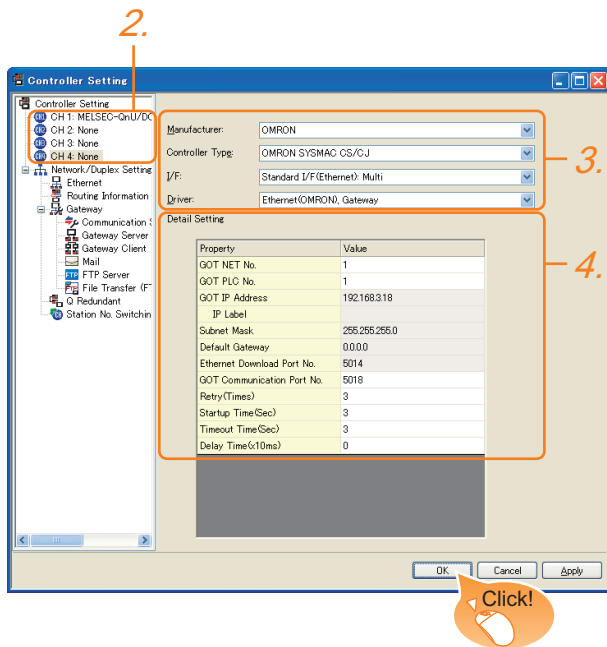 2.
Controller Setting
Controller Setting
CH 1: MELSEC-QnU/DC
CH 2: None
CH 3: None
CH 4: None
Network/Duplex Setting
Ethernet
Routing Information
Gateway
Communication S
Gateway Server
Gateway Client
Mail
FTP Server
File Transfer (F
Q Redundant
Station No. Switchin
Manufacturer: OMRON
Controller Type: OMRON SYSMAC CS/CJ
I/F: Standard I/F(Ethernet): Multi
Driver: Ethernet(OMRON), Gateway
3.
Detail Setting
Property Value
GOT NET No. 1
GOT PLC No. 1
GOT IP Address 192.168.3.18
IP Label
Subnet Mask 255.255.255.0
Default Gateway 0.0.0.0
Ethernet Download Port No. 5014
GOT Communication Port No. 5018
Retry(Times) 3
Startup Time(Sec) 3
Timeout Time(Sec) 3
Delay Time(x10ms) 0
4.
OK Cancel Apply
Click!